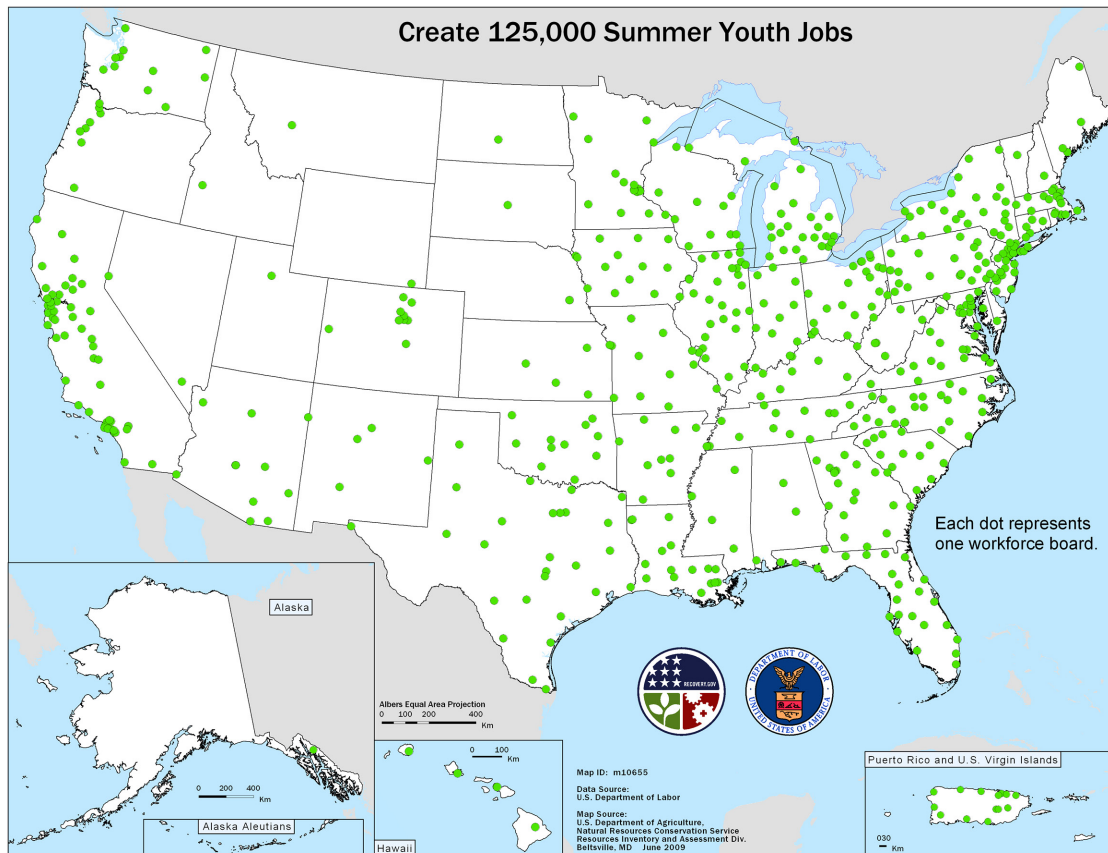 Create 125,000 Summer Youth Jobs
Each dot represents
one workforce board.
Alaska
RECOVERY.GOV
DEPARTMENT OF LABOR
UNITED STATES OF AMERICA
Albers Equal Area Projection
0 100 200 400
Km
0 100
Km
Puerto Rico and U.S. Virgin Islands
Map ID: m10655
Data Source:
U.S. Department of Labor
Map Source:
U.S. Department of Agriculture,
Natural Resources Conservation Service
Resources Inventory and Assessment Div.
Beltsville, MD June 2009
0 200 400
Km
030
Km
Alaska Aleutians
Hawaii